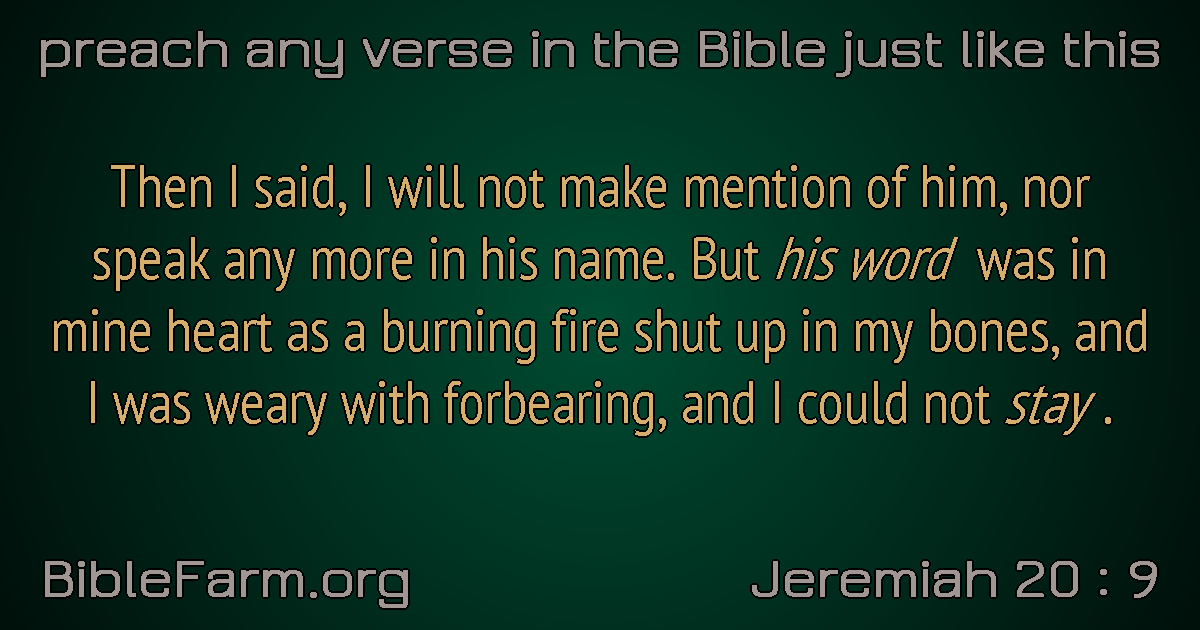 preach any verse in the Bible just like this
Then I said, I will not make mention of him, nor
speak any more in his name. But his word was in
mine heart as a burning fire shut up in my bones, and
I was weary with forbearing, and I could not stay .
BibleFarm.org
Jeremiah 20 : 9